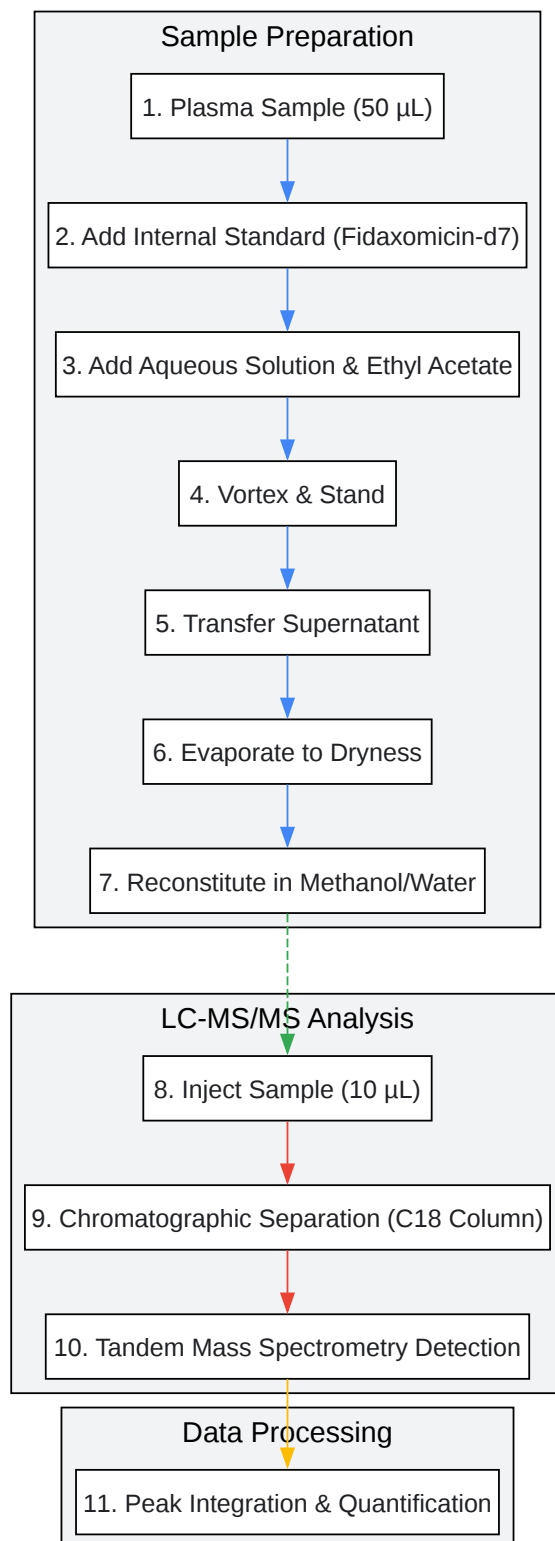 Sample Preparation
1. Plasma Sample (50 µL)
2. Add Internal Standard (Fidaxomicin-d7)
3. Add Aqueous Solution & Ethyl Acetate
4. Vortex & Stand
5. Transfer Supernatant
6. Evaporate to Dryness
7. Reconstitute in Methanol/Water
LC-MS/MS Analysis
8. Inject Sample (10 µL)
9. Chromatographic Separation (C18 Column)
10. Tandem Mass Spectrometry Detection
Data Processing
11. Peak Integration & Quantification